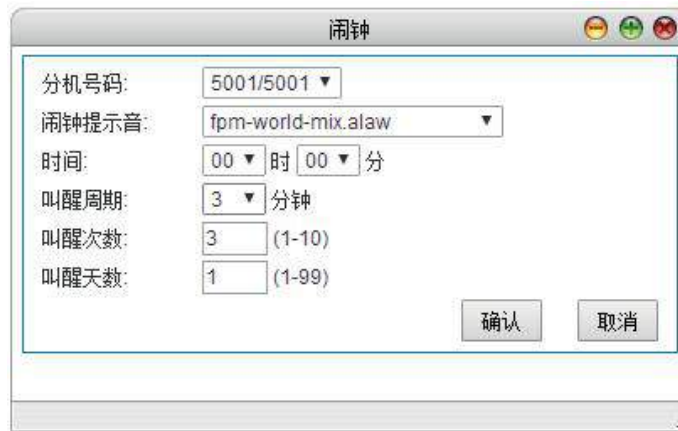 闹钟
分机号码: 5001/5001
闹钟提示音: fpm-world-mix.alaw
时间: 00 时 00 分
叫醒周期: 3 分钟
叫醒次数: 3 (1-10)
叫醒天数: 1 (1-99)
确认 取消